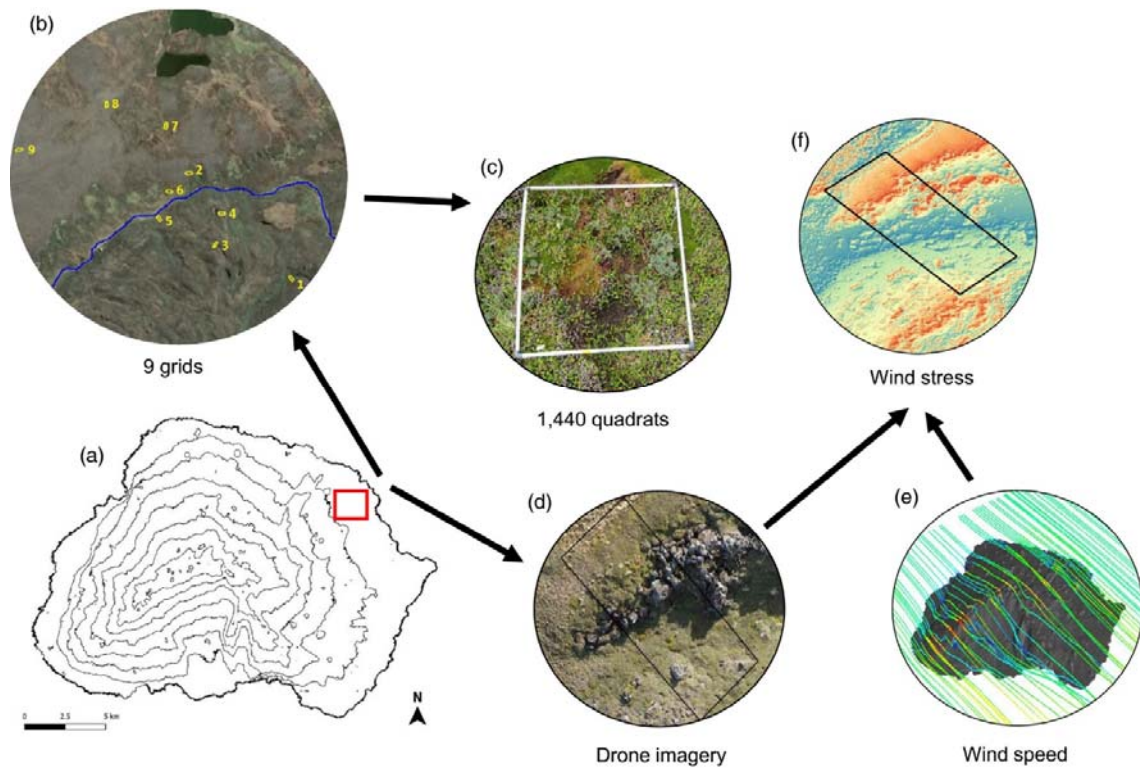 (b)
8
7
9
2
6
5
4
3
1
9 grids
(c)
1,440 quadrats
(f)
Wind stress
(a)
N
0 2.5 5 km
(d)
Drone imagery
(e)
Wind speed